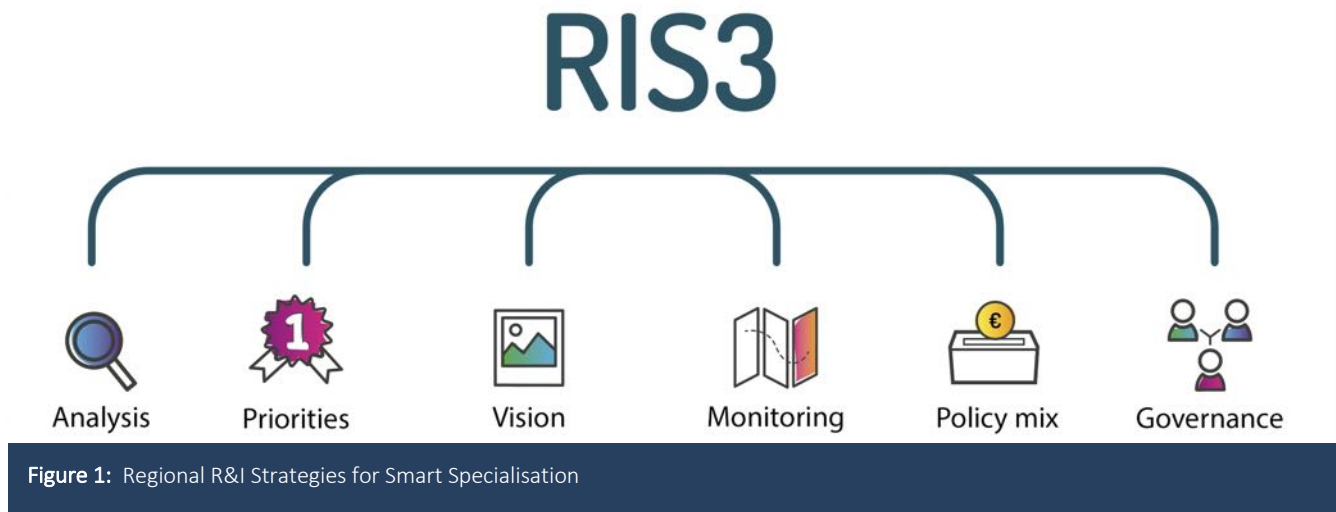 RIS3
1
€
Analysis
Priorities
Vision
Monitoring
Policy mix
Governance
Figure 1: Regional R&I Strategies for Smart Specialisation